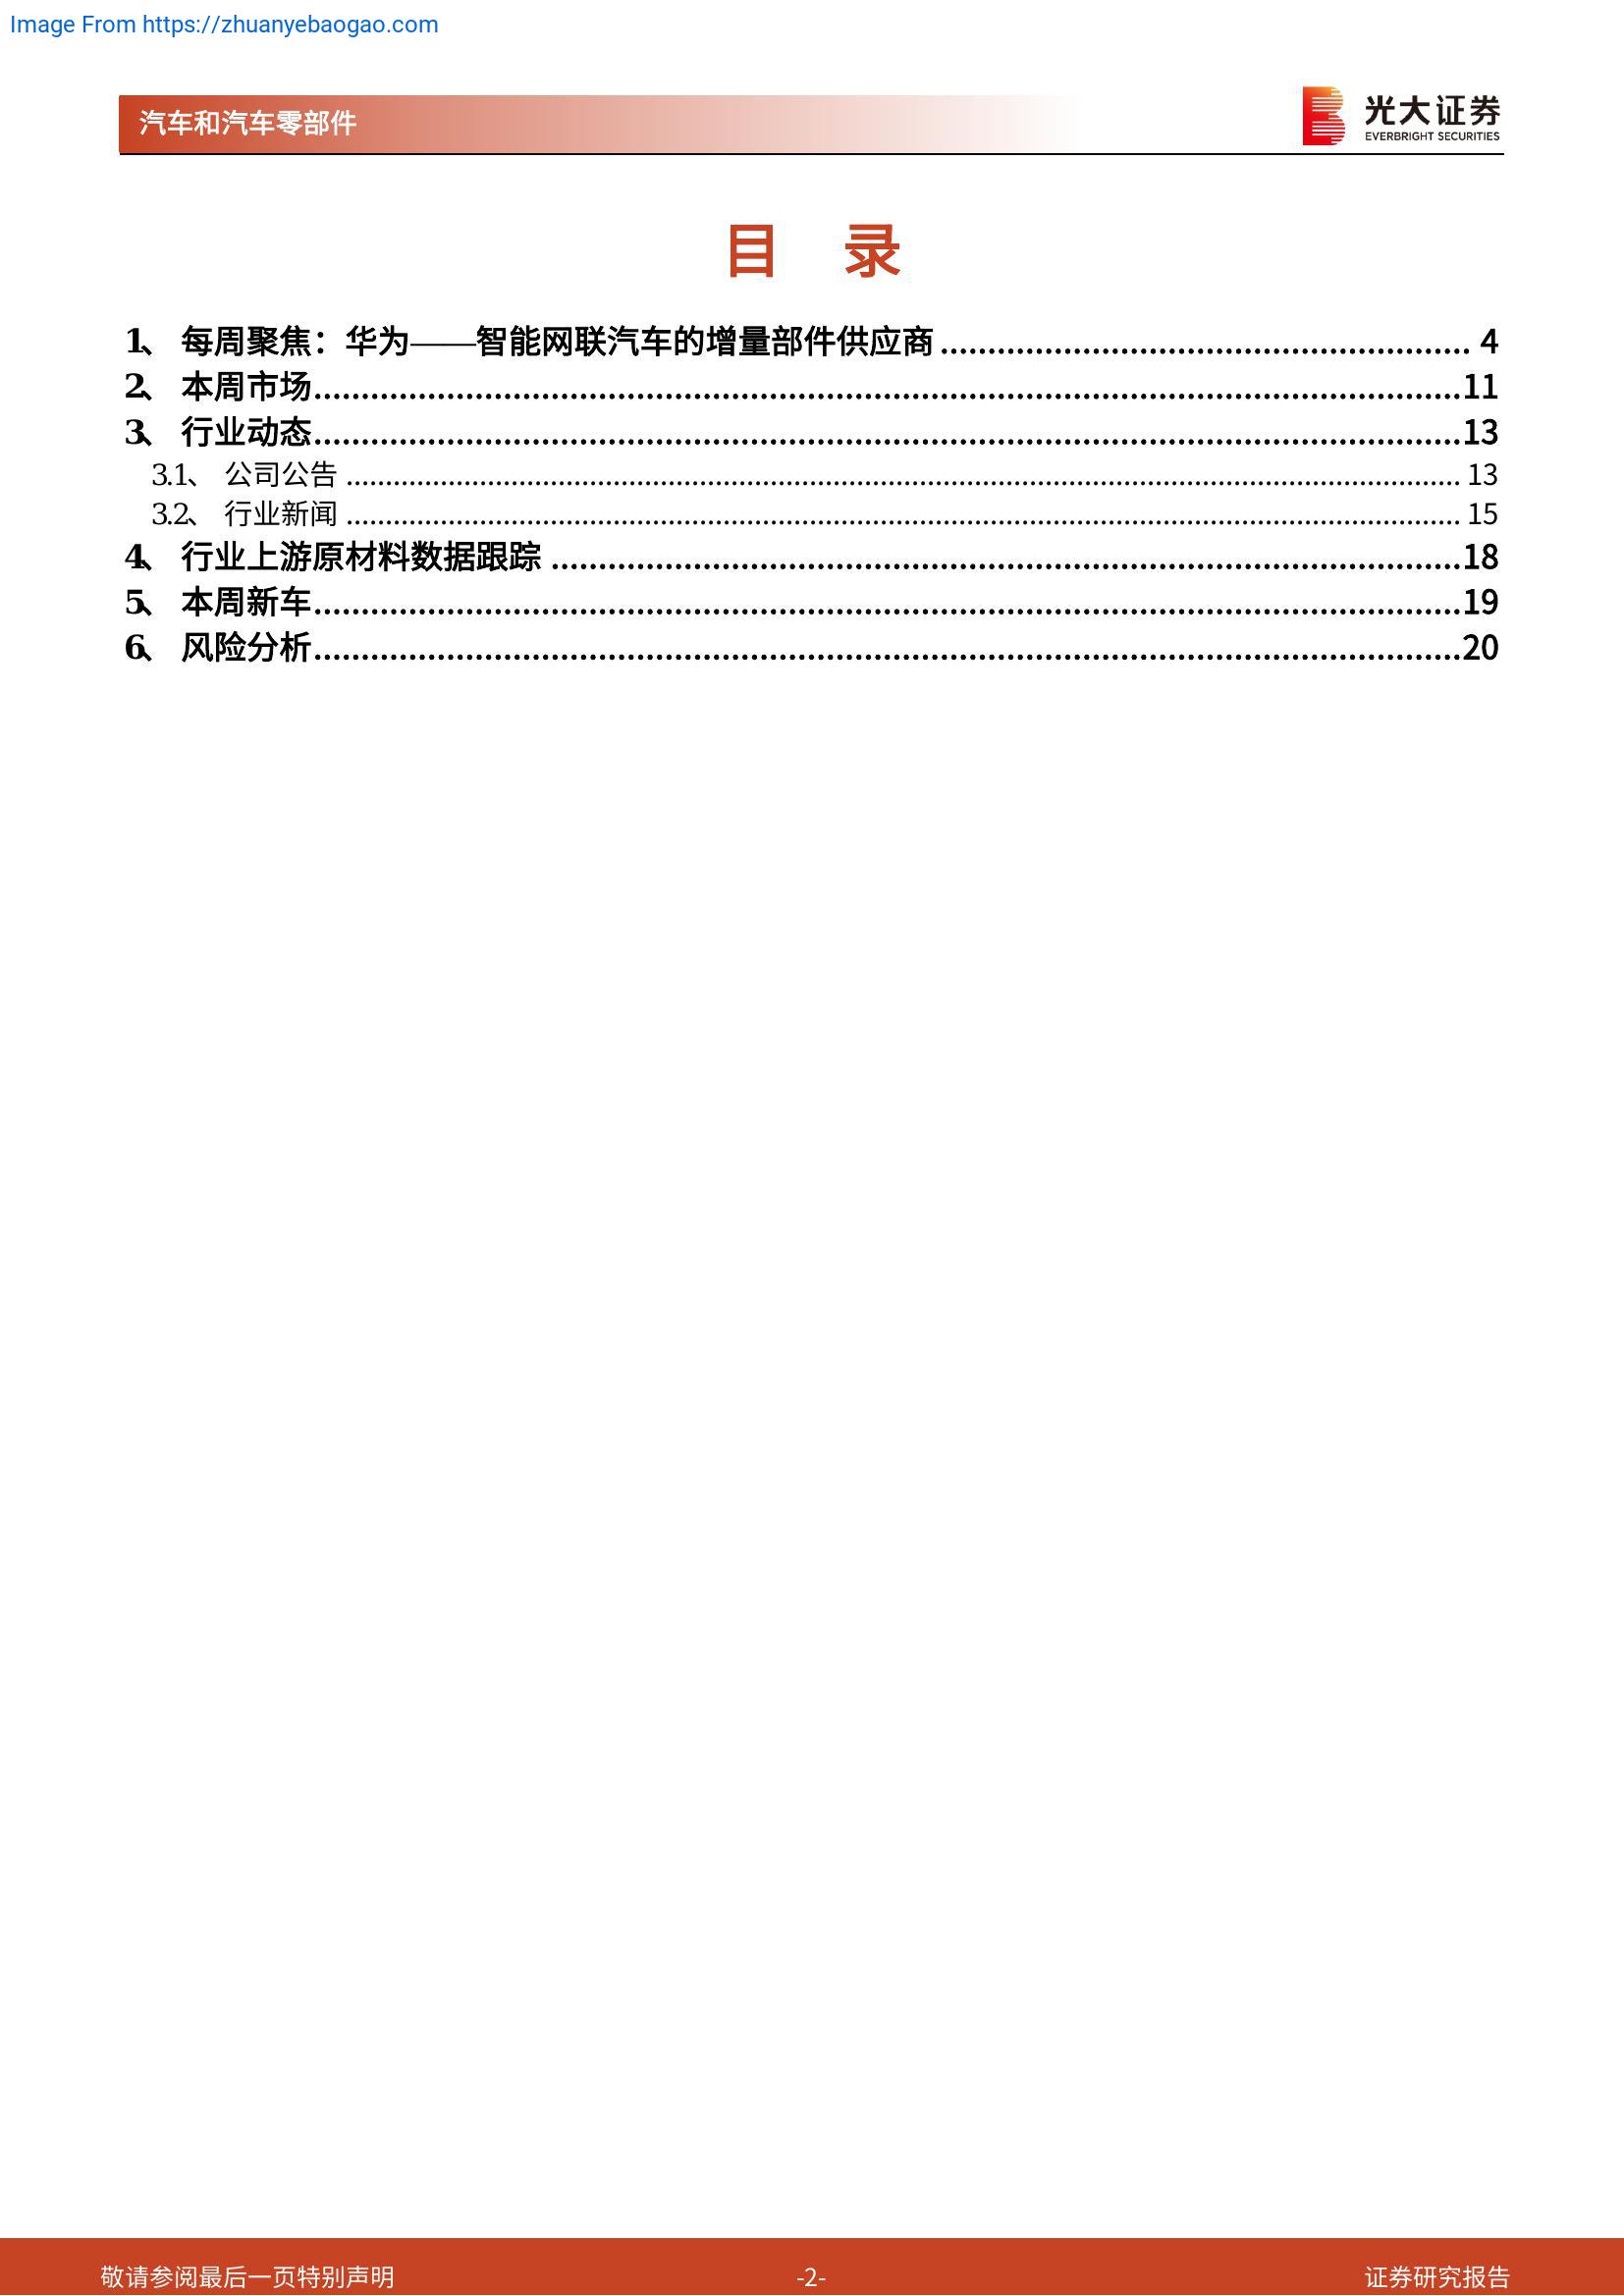 Image From https://zhuanyebaogao.com
汽车和汽车零部件
光大证券
EVERBRIGHT SECURITIES
目 录
1、 每周聚焦：华为——智能网联汽车的增量部件供应商 ........ 4
2、 本周市场........11
3、 行业动态........13
3.1、 公司公告 ........ 13
3.2、 行业新闻 ........ 15
4、 行业上游原材料数据跟踪 ........18
5、 本周新车........19
6、 风险分析........20
敬请参阅最后一页特别声明 -2- 证券研究报告